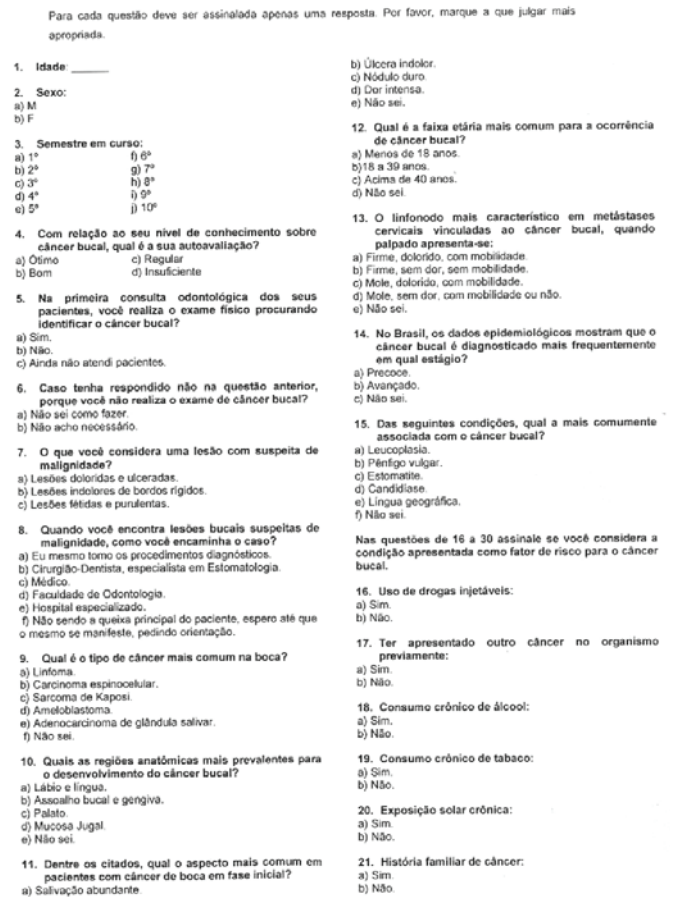 Para cada questão deve ser assinalada apenas uma resposta. Por favor, marque a que julgar mais
apropriada.
1. Idade: ______
2. Sexo:
a) M
b) F
3. Semestre em curso:
a) 1º f) 6º
b) 2º g) 7º
c) 3º h) 8º
d) 4º i) 9º
e) 5º j) 10º
4. Com relação ao seu nível de conhecimento sobre
câncer bucal, qual é a sua autoavaliação?
a) Ótimo c) Regular
b) Bom d) Insuficiente
5. Na primeira consulta odontológica dos seus
pacientes, você realiza o exame físico procurando
identificar o câncer bucal?
a) Sim.
b) Não.
c) Ainda não atendi pacientes.
6. Caso tenha respondido não na questão anterior,
porque você não realiza o exame de câncer bucal?
a) Não sei como fazer.
b) Não acho necessário.
7. O que você considera uma lesão com suspeita de
malignidade?
a) Lesões doloridas e ulceradas.
b) Lesões indolores de bordos rígidos.
c) Lesões fétidas e purulentas.
8. Quando você encontra lesões bucais suspeitas de
malignidade, como você encaminha o caso?
a) Eu mesmo tomo os procedimentos diagnósticos.
b) Cirurgião-Dentista, especialista em Estomatologia.
c) Médico.
d) Faculdade de Odontologia.
e) Hospital especializado.
f) Não sendo a queixa principal do paciente, espero até que
o mesmo se manifeste, pedindo orientação.
9. Qual é o tipo de câncer mais comum na boca?
a) Linfoma.
b) Carcinoma espinocelular.
c) Sarcoma de Kaposi.
d) Ameloblastoma.
e) Adenocarcinoma de glândula salivar.
f) Não sei.
10. Quais as regiões anatômicas mais prevalentes para
o desenvolvimento do câncer bucal?
a) Lábio e língua.
b) Assoalho bucal e gengiva.
c) Palato.
d) Mucosa Jugal.
e) Não sei.
11. Dentre os citados, qual o aspecto mais comum em
pacientes com câncer de boca em fase inicial?
a) Salivação abundante.
b) Úlcera indolor.
c) Nódulo duro.
d) Dor intensa.
e) Não sei.
12. Qual é a faixa etária mais comum para a ocorrência
de câncer bucal?
a) Menos de 18 anos.
b)18 a 39 anos.
c) Acima de 40 anos.
d) Não sei.
13. O linfonodo mais característico em metástases
cervicais vinculadas ao câncer bucal, quando
palpado apresenta-se:
a) Firme, dolorido, com mobilidade.
b) Firme, sem dor, sem mobilidade.
c) Mole, dolorido, com mobilidade.
d) Mole, sem dor, com mobilidade ou não.
e) Não sei.
14. No Brasil, os dados epidemiológicos mostram que o
câncer bucal é diagnosticado mais frequentemente
em qual estágio?
a) Precoce.
b) Avançado.
c) Não sei.
15. Das seguintes condições, qual a mais comumente
associada com o câncer bucal?
a) Leucoplasia.
b) Pênfigo vulgar.
c) Estomatite.
d) Candidíase.
e) Língua geográfica.
f) Não sei.
Nas questões de 16 a 30 assinale se você considera a
condição apresentada como fator de risco para o câncer
bucal.
16. Uso de drogas injetáveis:
a) Sim.
b) Não.
17. Ter apresentado outro câncer no organismo
previamente:
a) Sim.
b) Não.
18. Consumo crônico de álcool:
a) Sim.
b) Não.
19. Consumo crônico de tabaco:
a) Sim.
b) Não.
20. Exposição solar crônica:
a) Sim.
b) Não.
21. História familiar de câncer:
a) Sim.
b) Não.